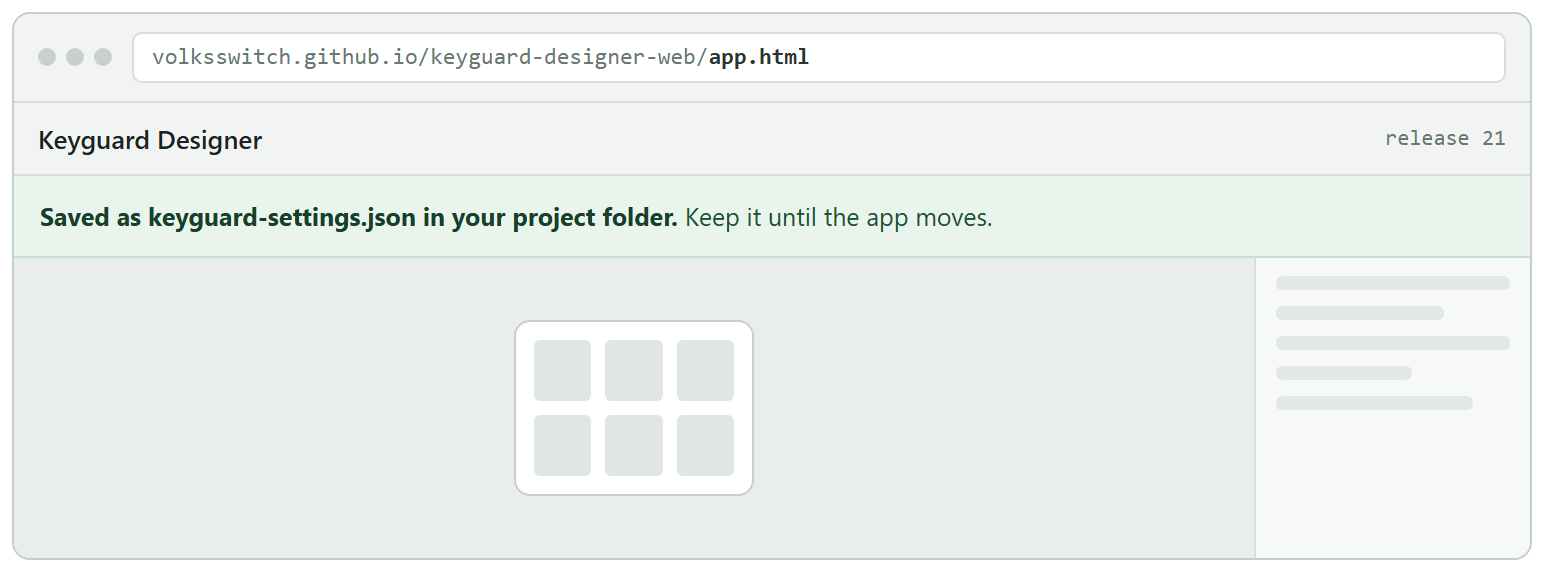 volksswitch.github.io/keyguard-designer-web/app.html
Keyguard Designer
release 21
Saved as keyguard-settings.json in your project folder. Keep it until the app moves.